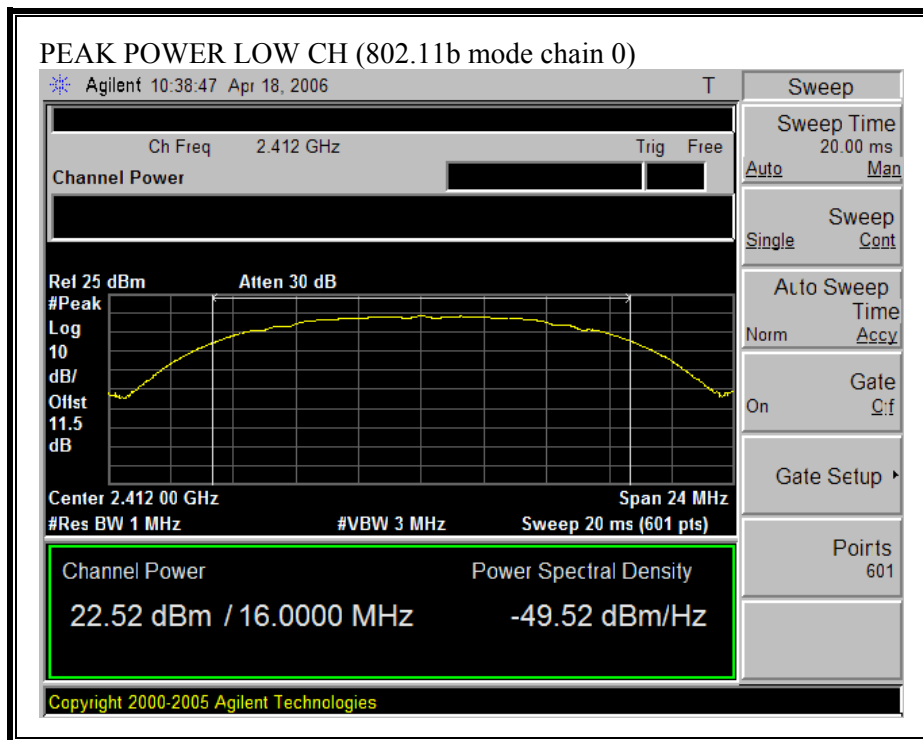 PEAK POWER LOW CH (802.11b mode chain 0)
Agilent 10:38:47 Apr 18, 2006 T
Ch Freq 2.412 GHz Trig Free
Channel Power
Ref 25 dBm Atten 30 dB
#Peak
Log
10
dB/
Offst
11.5
dB
Center 2.412 00 GHz Span 24 MHz
#Res BW 1 MHz #VBW 3 MHz Sweep 20 ms (601 pts)
Channel Power Power Spectral Density
22.52 dBm / 16.0000 MHz -49.52 dBm/Hz
Copyright 2000-2005 Agilent Technologies
Sweep
Sweep Time
20.00 ms
Auto Man
Sweep
Single Cont
Auto Sweep
Time
Norm Accy
Gate
On Off
Gate Setup
Points
601